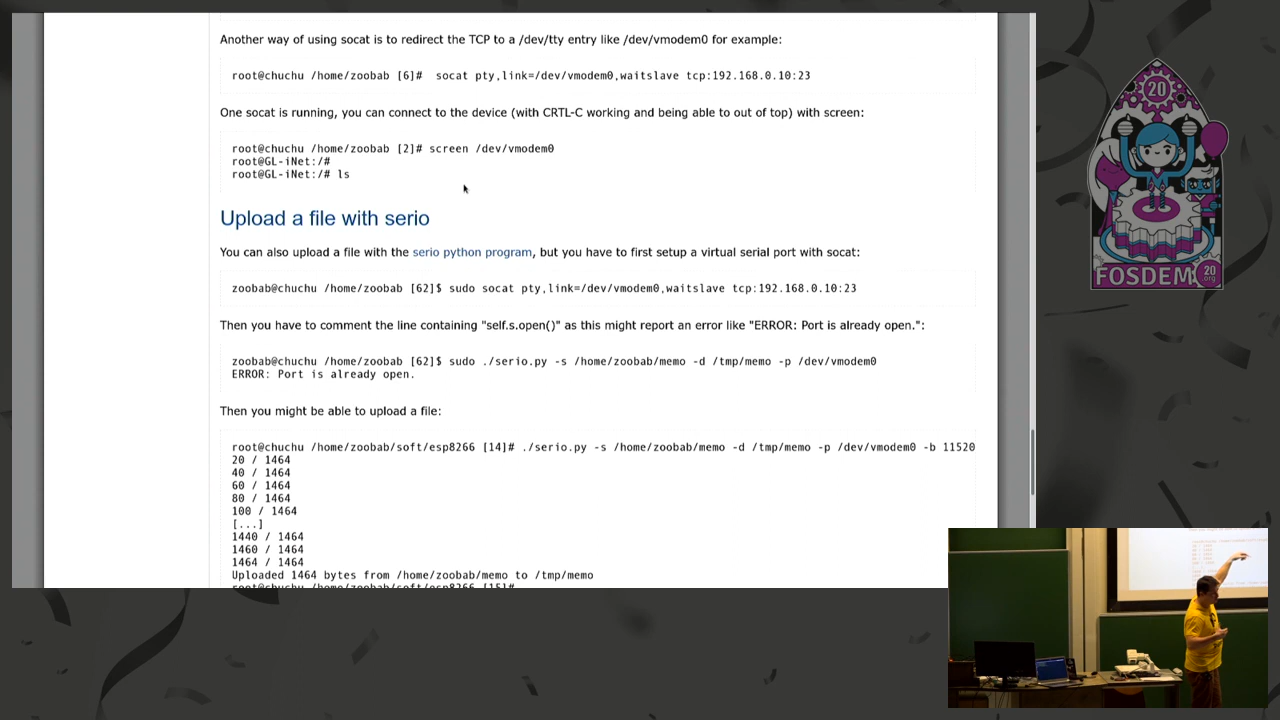 Another way of using socat is to redirect the TCP to a /dev/tty entry like /dev/vmodem0 for example:
root@chuchu /home/zoobab [6]#  socat pty,link=/dev/vmodem0,waitslave tcp:192.168.0.10:23
One socat is running, you can connect to the device (with CRTL-C working and being able to out of top) with screen:
root@chuchu /home/zoobab [2]# screen /dev/vmodem0
root@GL-iNet:/#
root@GL-iNet:/# ls
Upload a file with serio
You can also upload a file with the serio python program, but you have to first setup a virtual serial port with socat:
zoobab@chuchu /home/zoobab [62]$ sudo socat pty,link=/dev/vmodem0,waitslave tcp:192.168.0.10:23
Then you have to comment the line containing "self.s.open()" as this might report an error like "ERROR: Port is already open.":
zoobab@chuchu /home/zoobab [62]$ sudo ./serio.py -s /home/zoobab/memo -d /tmp/memo -p /dev/vmodem0
ERROR: Port is already open.
Then you might be able to upload a file:
root@chuchu /home/zoobab/soft/esp8266 [14]# ./serio.py -s /home/zoobab/memo -d /tmp/memo -p /dev/vmodem0 -b 11520
20 / 1464
40 / 1464
60 / 1464
80 / 1464
100 / 1464
[...]
1440 / 1464
1460 / 1464
1464 / 1464
Uploaded 1464 bytes from /home/zoobab/memo to /tmp/memo
root@chuchu /home/zoobab/soft/esp8266 [15]#
20
FOSDEM
20
.org